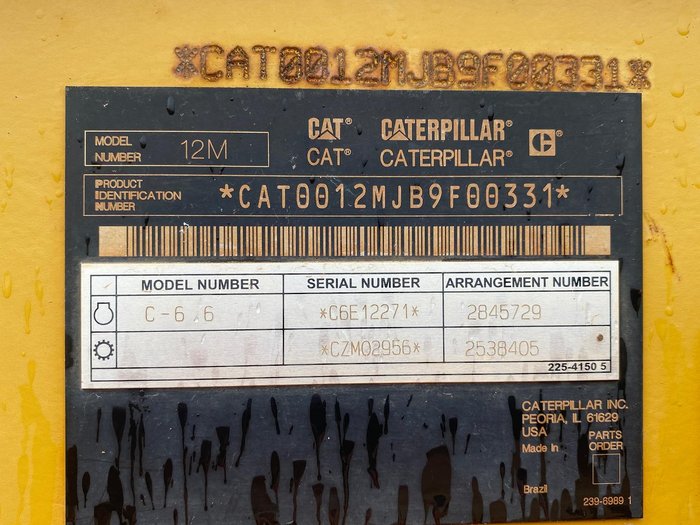 *CAT0012MJB9F00331*
MODEL NUMBER 12M
CAT® CATERPILLAR®
CAT® CATERPILLAR®
PRODUCT IDENTIFICATION NUMBER *CAT0012MJB9F00331*
MODEL NUMBER SERIAL NUMBER ARRANGEMENT NUMBER
C-6.6 *C6E12271* 2845729
*CZM02956* 2538405
225-4150 5
CATERPILLAR INC.
PEORIA, IL 61629
USA PARTS
Made In ORDER
Brazil
239-6989 1